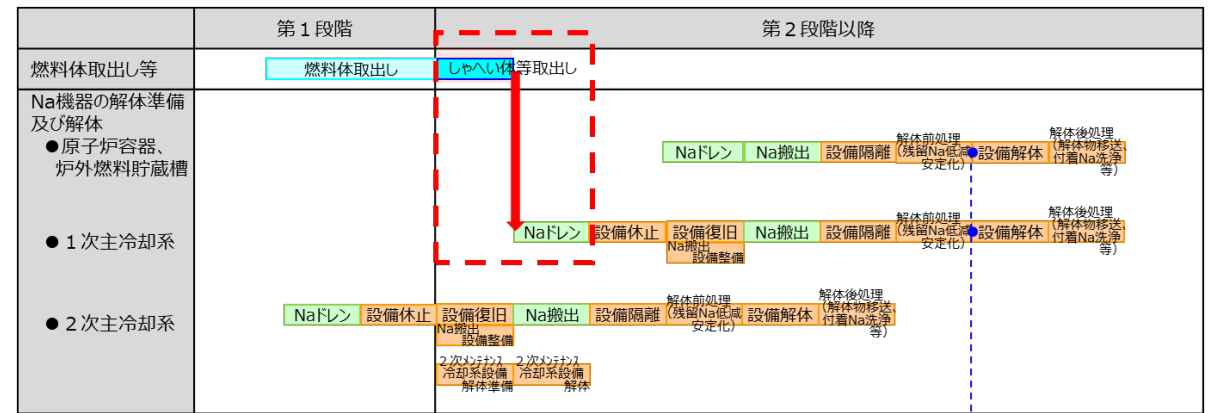 第1段階
第2段階以降
燃料体取出し等
燃料体取出し
しゃへい体等取出し
Na機器の解体準備
及び解体
●原子炉容器、
炉外燃料貯蔵槽
Naドレン
Na搬出
設備隔離
解体前処理
(残留Na低減
安定化)
設備解体
解体後処理
(解体物移送、
付着Na洗浄
等)
●1次主冷却系
Naドレン
設備休止
設備復旧
Na搬出
設備整備
Na搬出
設備隔離
解体前処理
(残留Na低減
安定化)
設備解体
解体後処理
(解体物移送、
付着Na洗浄
等)
●2次主冷却系
Naドレン
設備休止
設備復旧
Na搬出
設備整備
Na搬出
設備隔離
解体前処理
(残留Na低減
安定化)
設備解体
解体後処理
(解体物移送、
付着Na洗浄
等)
2次メンテナンス
冷却系設備
解体準備
2次メンテナンス
冷却系設備
解体